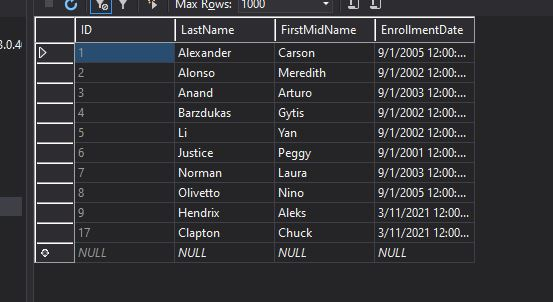 Max Rows: 1000
ID LastName FirstMidName EnrollmentDate
1 Alexander Carson 9/1/2005 12:00:...
2 Alonso Meredith 9/1/2002 12:00:...
3 Anand Arturo 9/1/2003 12:00:...
4 Barzdukas Gytis 9/1/2002 12:00:...
5 Li Yan 9/1/2002 12:00:...
6 Justice Peggy 9/1/2001 12:00:...
7 Norman Laura 9/1/2003 12:00:...
8 Olivetto Nino 9/1/2005 12:00:...
9 Hendrix Aleks 3/11/2021 12:00...
17 Clapton Chuck 3/11/2021 12:00...
NULL NULL NULL NULL